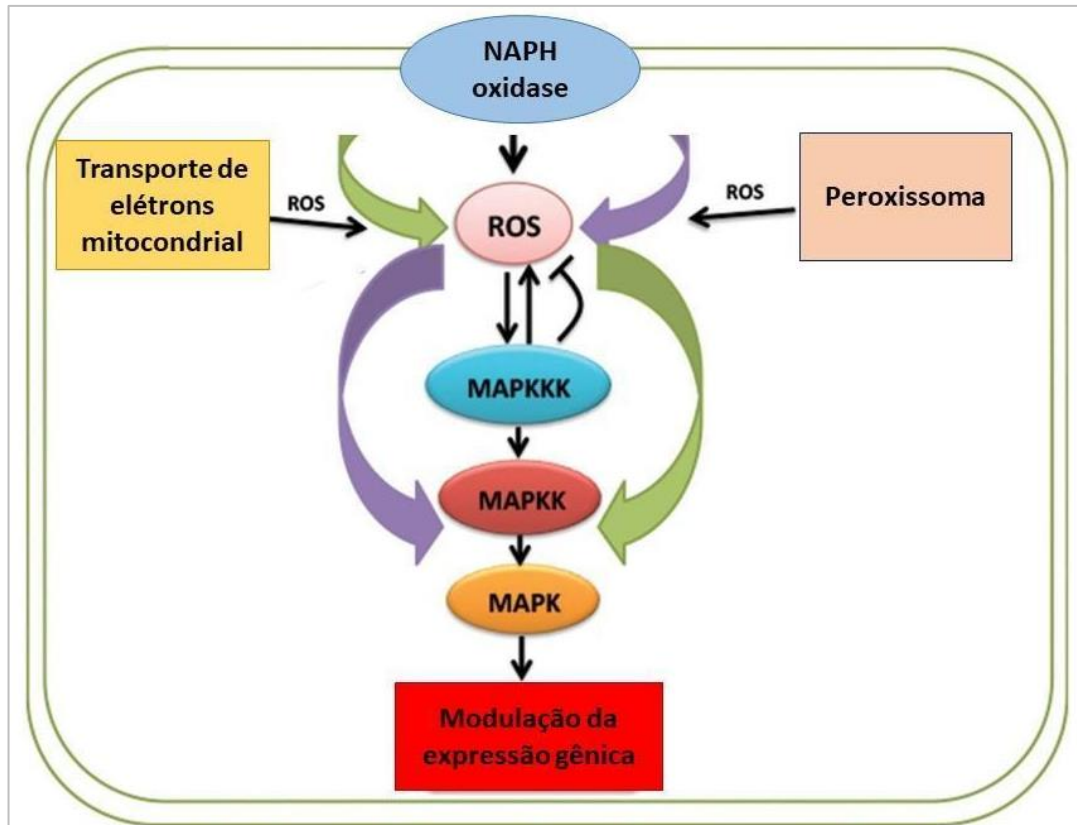 NAPH
oxidase
Transporte de
elétrons
mitocondrial
ROS
ROS
ROS
Peroxissoma
MAPKKK
MAPKK
MAPK
Modulação da
expressão gênica